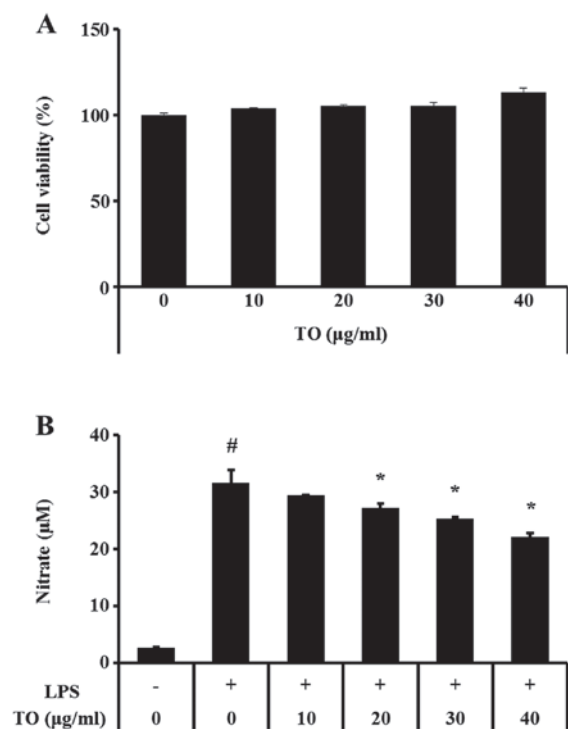 A
150
100
50
0
Cell viability (%)
0 10 20 30 40
TO (μg/ml)
B
40
30
20
10
0
Nitrate (μM)
#
* * *
LPS - + + + + +
TO (μg/ml) 0 0 10 20 30 40